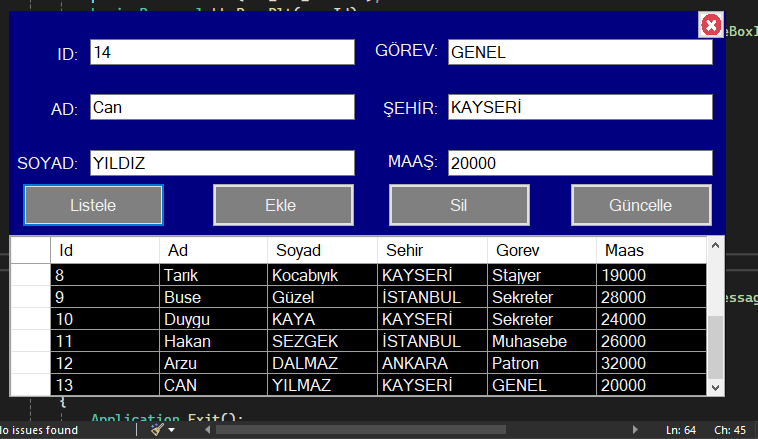 ID: 14 GÖREV: GENEL
AD: Can ŞEHİR: KAYSERİ
SOYAD: YILDIZ MAAŞ: 20000
Listele Ekle Sil Güncelle
Id Ad Soyad Sehir Gorev Maas
8 Tarık Kocabıyık KAYSERİ Stajyer 19000
9 Buse Güzel İSTANBUL Sekreter 28000
10 Duygu KAYA KAYSERİ Sekreter 24000
11 Hakan SEZGEK İSTANBUL Muhasebe 26000
12 Arzu DALMAZ ANKARA Patron 32000
13 CAN YILMAZ KAYSERİ GENEL 20000
{
Application.Exit();
issues found Ln: 64 Ch: 45